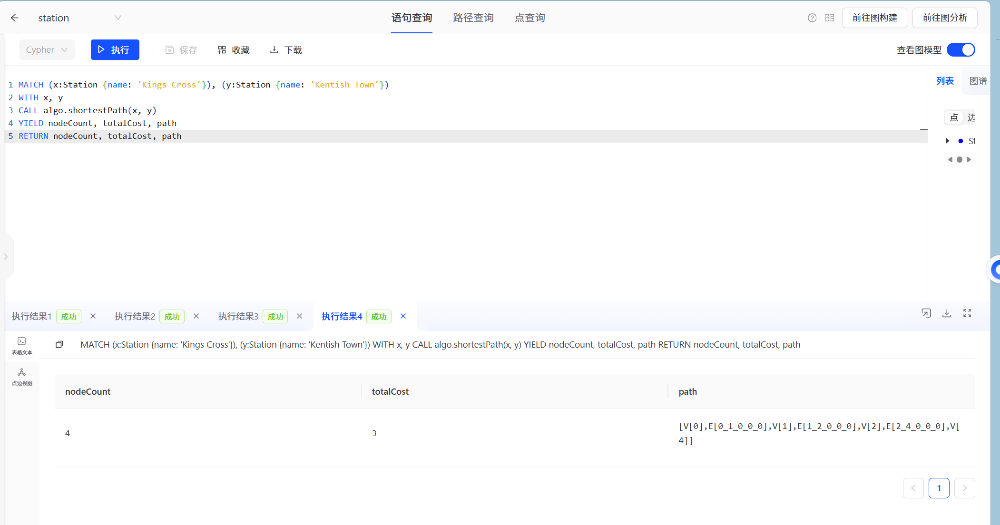 station
语句查询
路径查询
点查询
前往图构建
前往图分析
Cypher
执行
保存
收藏
下载
查看图模型
1 MATCH (x:Station {name: 'Kings Cross'}), (y:Station {name: 'Kentish Town'})
2 WITH x, y
3 CALL algo.shortestPath(x, y)
4 YIELD nodeCount, totalCost, path
5 RETURN nodeCount, totalCost, path
列表
图谱
点
边
St
执行结果1 成功
执行结果2 成功
执行结果3 成功
执行结果4 成功
表格文本
点边视图
MATCH (x:Station {name: 'Kings Cross'}), (y:Station {name: 'Kentish Town'}) WITH x, y CALL algo.shortestPath(x, y) YIELD nodeCount, totalCost, path RETURN nodeCount, totalCost, path
nodeCount
totalCost
path
4
3
[V[0],E[0_1_0_0_0],V[1],E[1_2_0_0_0],V[2],E[2_4_0_0_0],V[
4]]
1